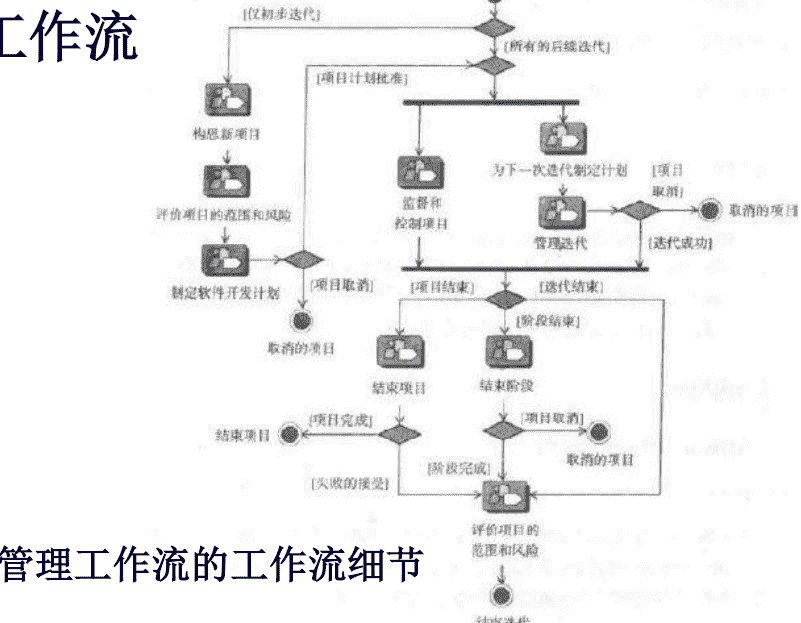 [仅初步迭代]
工作流
[所有的后续迭代]
[项目计划批准]
构思新项目
为下一次迭代制定计划
[项目
取消]
监督和
控制项目
评价项目的范围和风险
取消的项目
管理迭代
[迭代成功]
制定软件开发计划
[项目取消]
[项目结束]
[迭代结束]
[阶段结束]
取消的项目
结束项目
结束阶段
[项目完成]
[项目取消]
结束项目
取消的项目
[阶段完成]
[失败的接受]
评价项目的
范围和风险
管理工作流的工作流细节
结束迭代